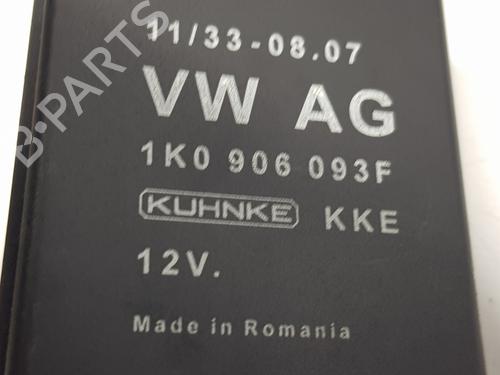 11/33-08.07
VW AG
1K0 906 093F
KUHNKE KKE
12V.
Made in Romania
B-PARTS